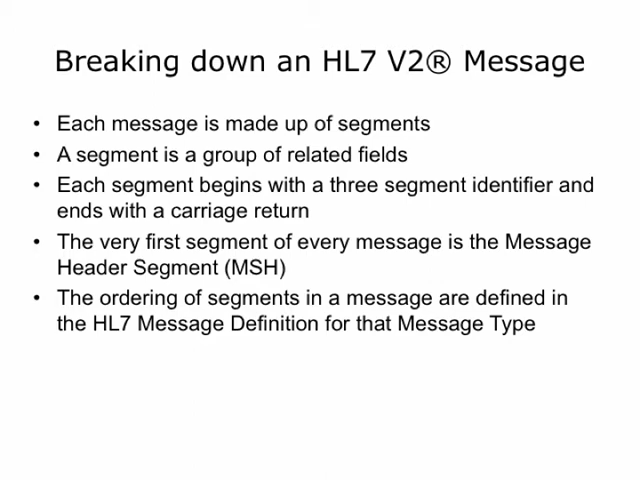 Breaking down an HL7 V2® Message
• Each message is made up of segments
• A segment is a group of related fields
• Each segment begins with a three segment identifier and
ends with a carriage return
• The very first segment of every message is the Message
Header Segment (MSH)
• The ordering of segments in a message are defined in
the HL7 Message Definition for that Message Type